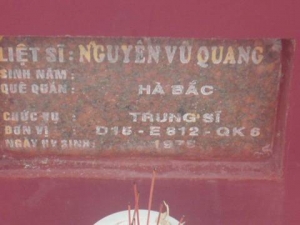 LIỆT SĨ: NGUYỄN VŨ QUANG
SINH NĂM:
QUÊ QUÁN: HÀ BẮC
CHỨC VỤ: TRUNG SĨ
ĐƠN VỊ: D16-E812-QK6
NGÀY HY SINH: 1975